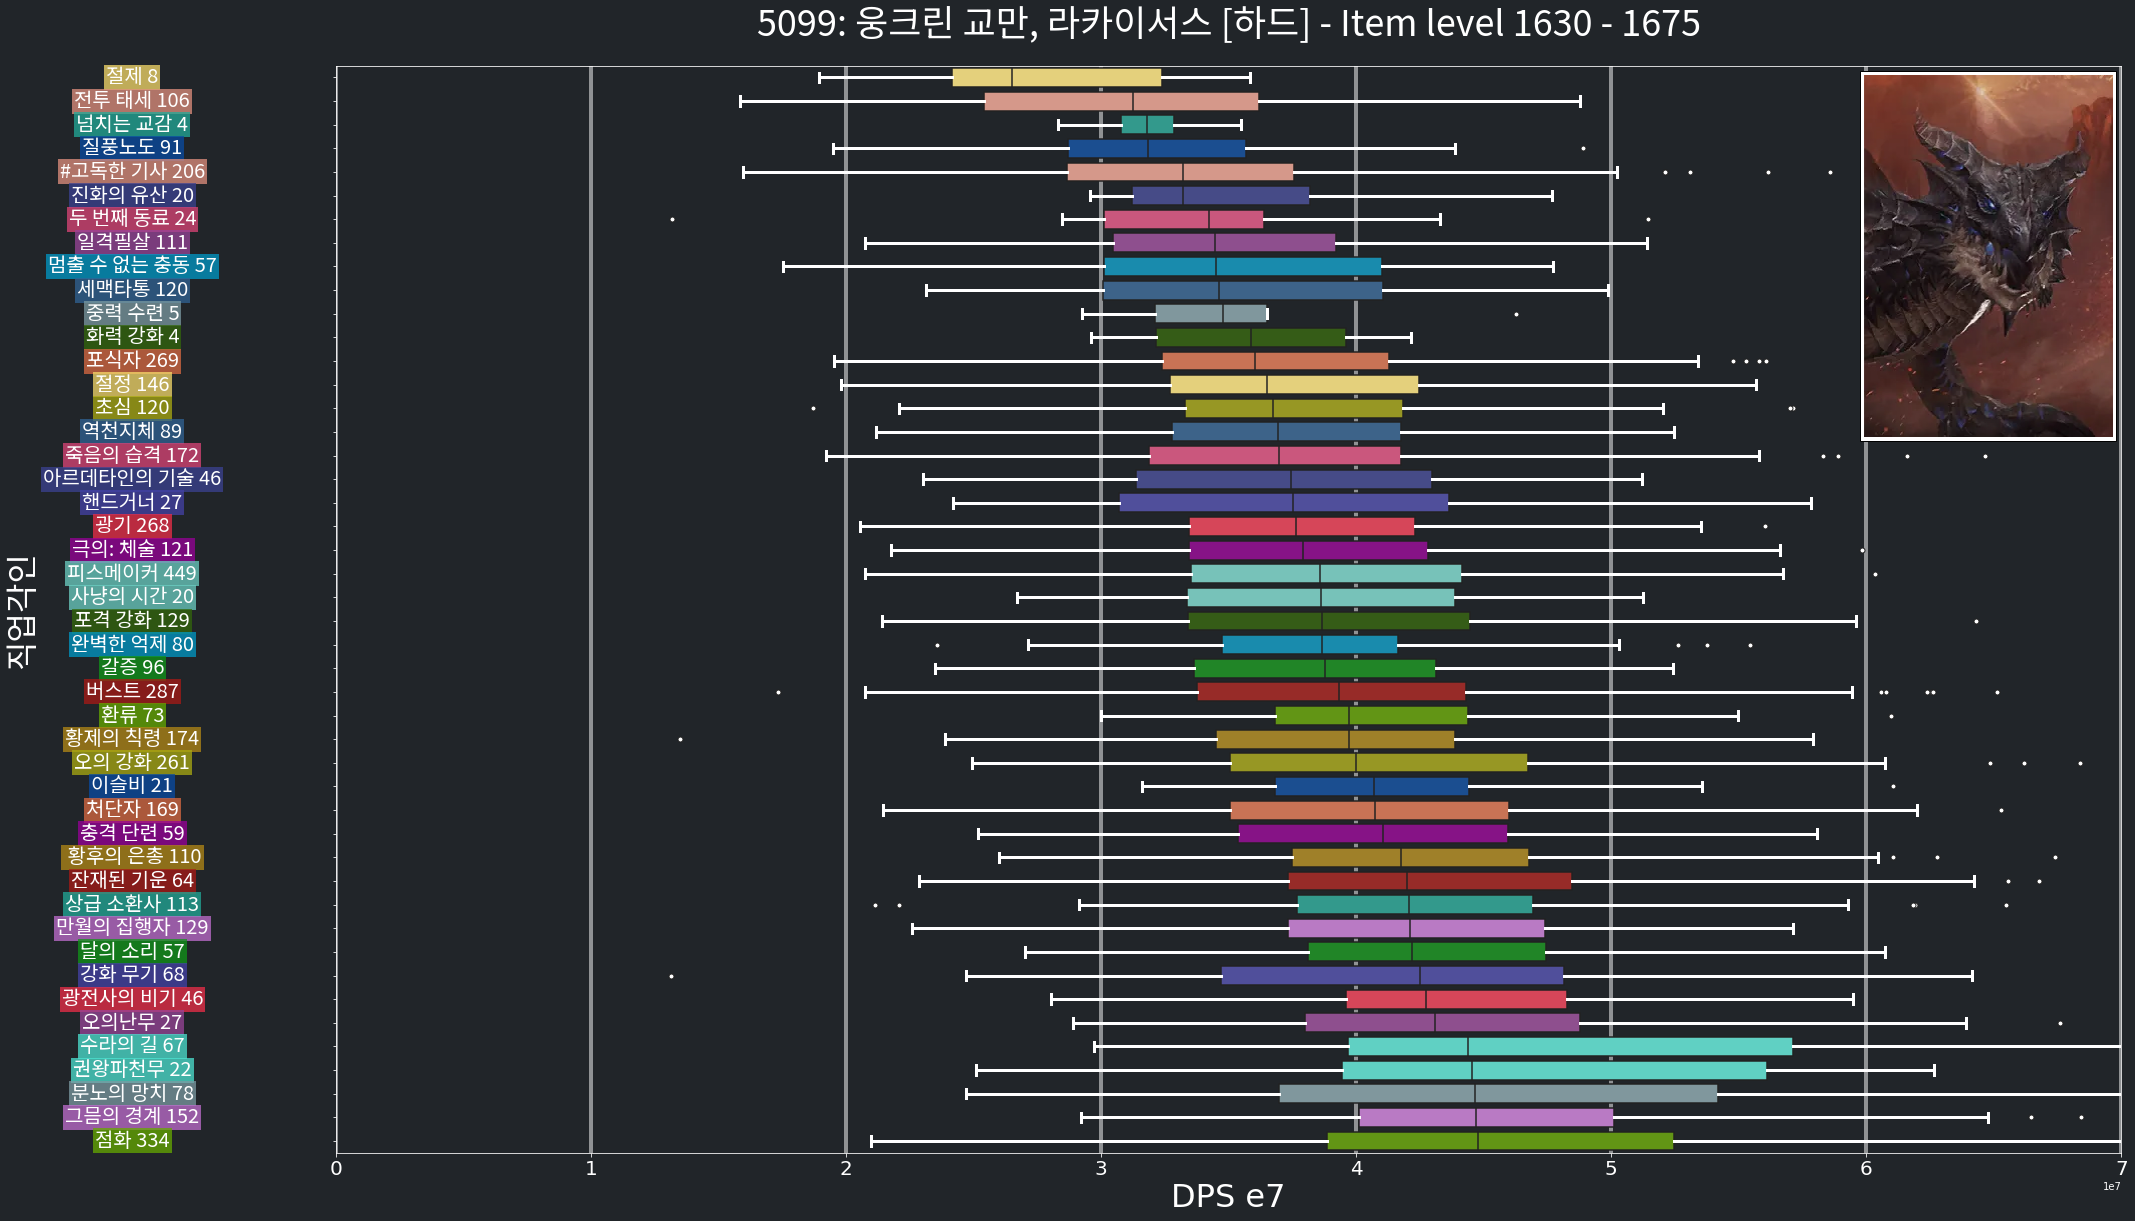 5099: 웅크린 교만, 라카이서스 [하드] - Item level 1630 - 1675
직업각인
절제 8
전투 태세 106
넘치는 교감 4
질풍노도 91
#고독한 기사 206
진화의 유산 20
두 번째 동료 24
일격필살 111
멈출 수 없는 충동 57
세맥타통 120
중력 수련 5
화력 강화 4
포식자 269
절정 146
초심 120
역천지체 89
죽음의 습격 172
아르데타인의 기술 46
핸드거너 27
광기 268
극의: 체술 121
피스메이커 449
사냥의 시간 20
포격 강화 129
완벽한 억제 80
갈증 96
버스트 287
환류 73
황제의 칙령 174
오의 강화 261
이슬비 21
처단자 169
충격 단련 59
황후의 은총 110
잔재된 기운 64
상급 소환사 113
만월의 집행자 129
달의 소리 57
강화 무기 68
광전사의 비기 46
오의난무 27
수라의 길 67
권왕파천무 22
분노의 망치 78
그믐의 경계 152
점화 334
0 1 2 3 4 5 6 7
1e7
DPS e7